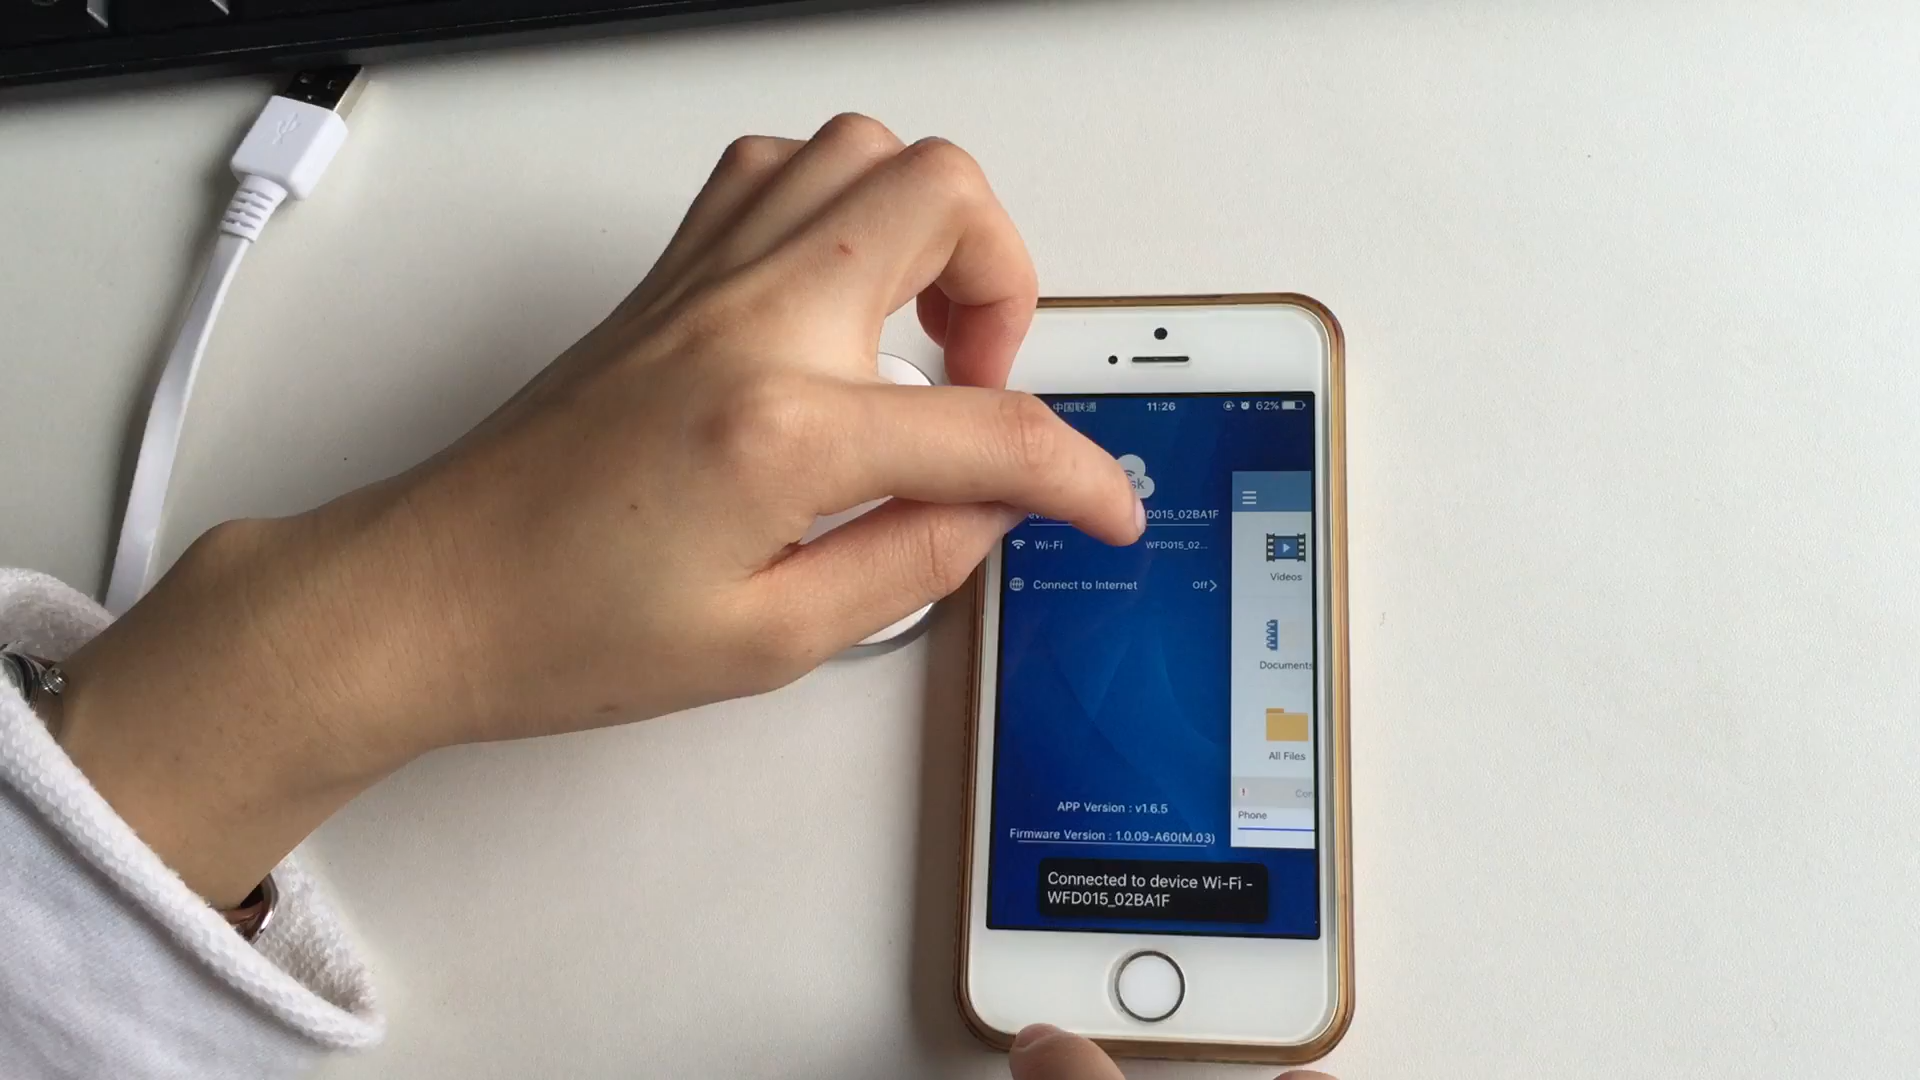 中国联通 11:26 62%
sk
D015_02BA1F
Wi-Fi WFD015_02...
Connect to Internet Off
APP Version : v1.6.5
Firmware Version : 1.0.09-A60(M.03)
Connected to device Wi-Fi -
WFD015_02BA1F
Videos
Documents
All Files
Con
Phone